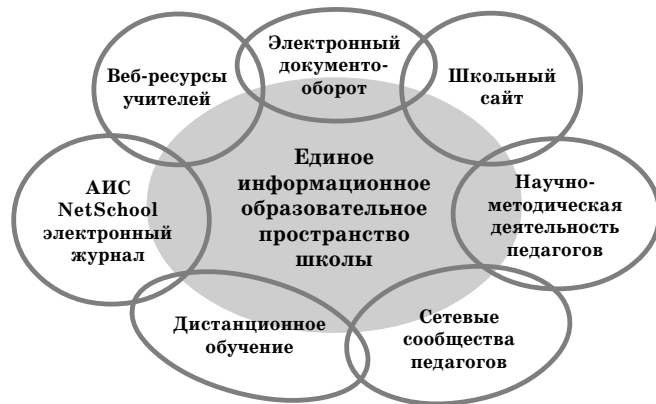 Электронный
документо-
оборот
Веб-ресурсы
учителей
Школьный
сайт
Единое
информационное
образовательное
пространство
школы
АИС
NetSchool
электронный
журнал
Научно-
методическая
деятельность
педагогов
Дистанционное
обучение
Сетевые
сообщества
педагогов